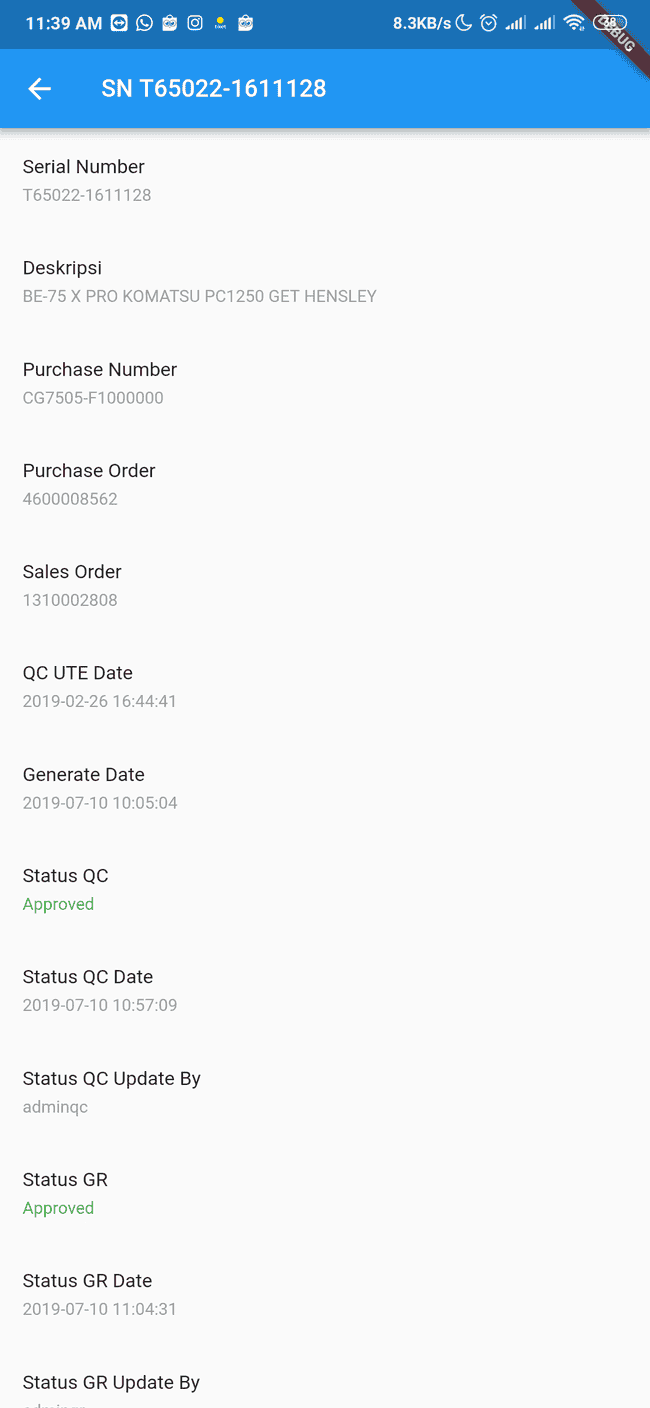 11:39 AM
8.3KB/s
38
SN T65022-1611128
Serial Number
T65022-1611128
Deskripsi
BE-75 X PRO KOMATSU PC1250 GET HENSLEY
Purchase Number
CG7505-F1000000
Purchase Order
4600008562
Sales Order
1310002808
QC UTE Date
2019-02-26 16:44:41
Generate Date
2019-07-10 10:05:04
Status QC
Approved
Status QC Date
2019-07-10 10:57:09
Status QC Update By
adminqc
Status GR
Approved
Status GR Date
2019-07-10 11:04:31
Status GR Update By